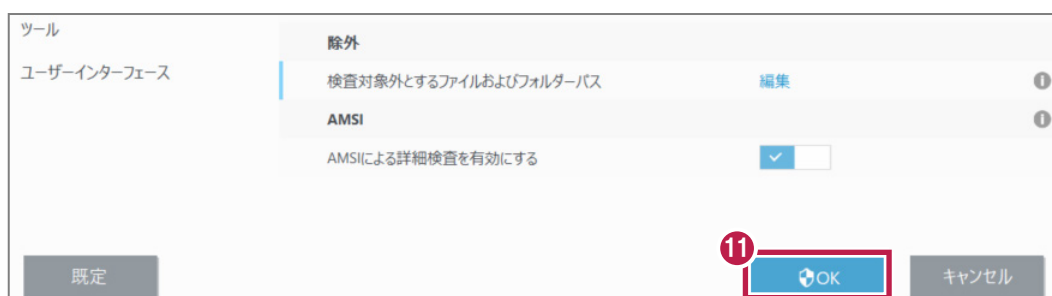 ツール
ユーザーインターフェース
除外
検査対象外とするファイルおよびフォルダーパス 編集
AMSI
AMSIによる詳細検査を有効にする
11
既定 OK キャンセル